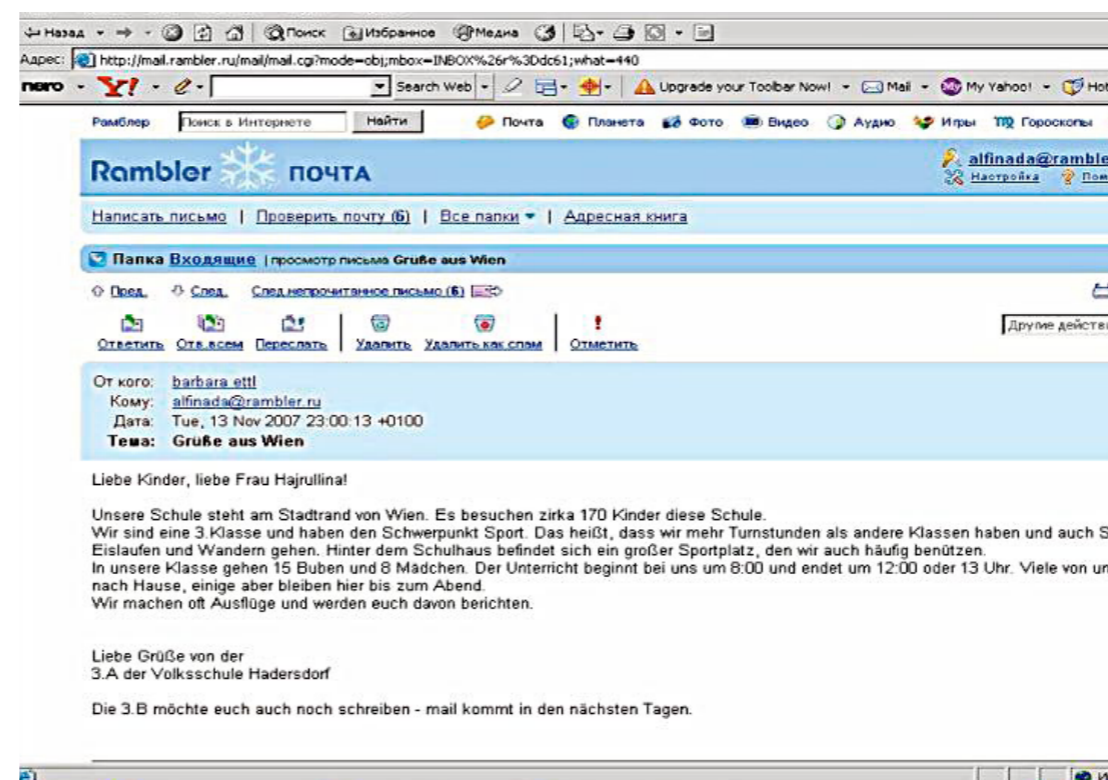 Назад
Поиск Избранное Медиа
Адрес: http://mail.rambler.ru/mail/mail.cgi?mode=obj;mbox=INBOX%26r%3Ddc61;what=440
nero Y! Search Web Upgrade your Toolbar Now! Mail My Yahoo! Hot
Рамблер Поиск в Интернете Найти Почта Планета Фото Видео Аудио Игры Гороскопы
Rambler ПОЧТА
alfinada@ramble
Настройка Пом
Написать письмо | Проверить почту (6) | Все папки | Адресная книга
Папка Входящие | просмотр письма Grüße aus Wien
Пред. След. След.непрочитанное письмо (6)
Ответить Отв.всем Переслать Удалить Удалить как спам Отметить
Другие действ
От кого: barbara ettl
Кому: alfinada@rambler.ru
Дата: Tue, 13 Nov 2007 23:00:13 +0100
Тема: Grüße aus Wien
Liebe Kinder, liebe Frau Hajrullina!
Unsere Schule steht am Stadtrand von Wien. Es besuchen zirka 170 Kinder diese Schule.
Wir sind eine 3.Klasse und haben den Schwerpunkt Sport. Das heißt, dass wir mehr Turnstunden als andere Klassen haben und auch S
Eislaufen und Wandern gehen. Hinter dem Schulhaus befindet sich ein großer Sportplatz, den wir auch häufig benützen.
In unsere Klasse gehen 15 Buben und 8 Mädchen. Der Unterricht beginnt bei uns um 8:00 und endet um 12:00 oder 13 Uhr. Viele von un
nach Hause, einige aber bleiben hier bis zum Abend.
Wir machen oft Ausflüge und werden euch davon berichten.
Liebe Grüße von der
3.A der Volksschule Hadersdorf
Die 3.B möchte euch auch noch schreiben - mail kommt in den nächsten Tagen.